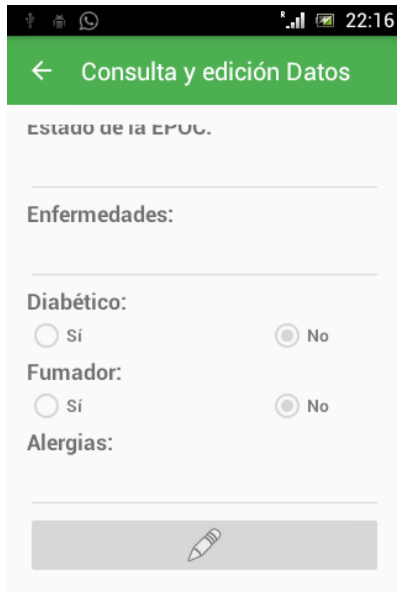 R 22:16
Consulta y edición Datos
Estado de la EPOC:
Enfermedades:
Diabético:
Sí No
Fumador:
Sí No
Alergias: